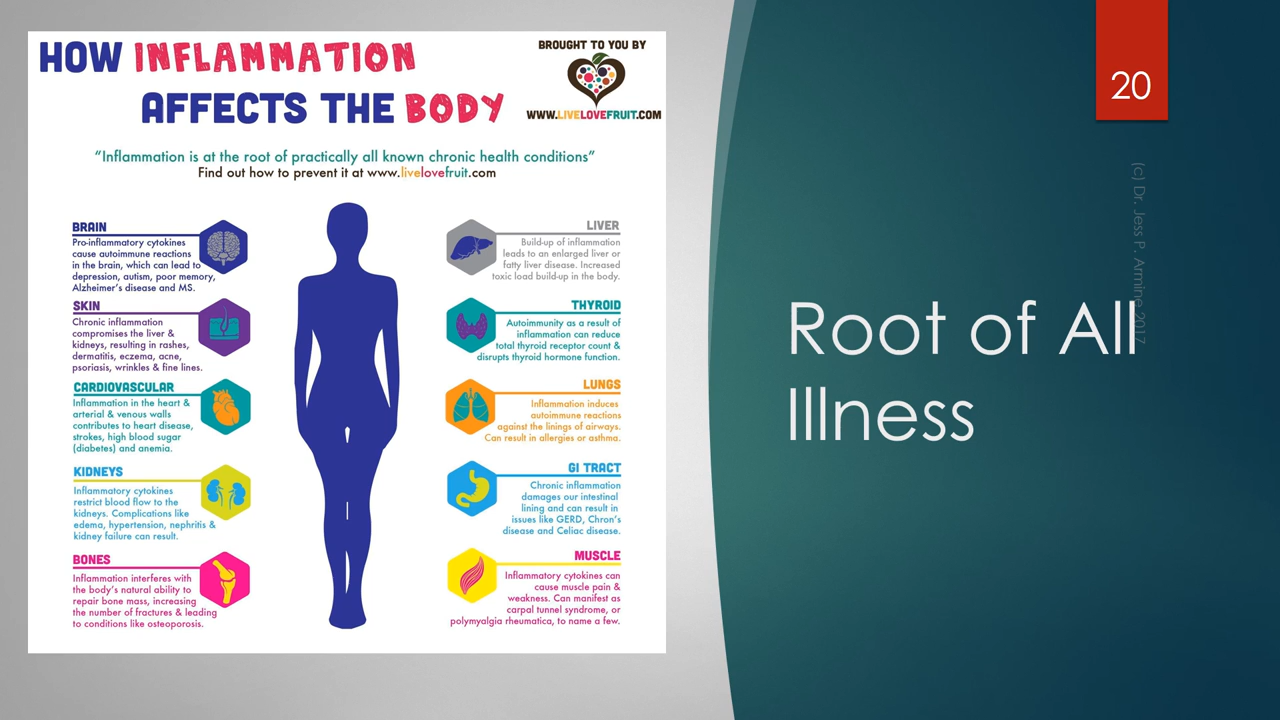 HOW INFLAMMATION
AFFECTS THE BODY
BROUGHT TO YOU BY
WWW.LIVELOVEFRUIT.COM
“Inflammation is at the root of practically all known chronic health conditions”
Find out how to prevent it at www.livelovefruit.com
BRAIN
Pro-inflammatory cytokines
cause autoimmune reactions
in the brain, which can lead to
depression, autism, poor memory,
Alzheimer’s disease and MS.
SKIN
Chronic inflammation
compromises the liver &
kidneys, resulting in rashes,
dermatitis, eczema, acne,
psoriasis, wrinkles & fine lines.
CARDIOVASCULAR
Inflammation in the heart &
arterial & venous walls
contributes to heart disease,
strokes, high blood sugar
(diabetes) and anemia.
KIDNEYS
Inflammatory cytokines
restrict blood flow to the
kidneys. Complications like
edema, hypertension, nephritis &
kidney failure can result.
BONES
Inflammation interferes with
the body’s natural ability to
repair bone mass, increasing
the number of fractures & leading
to conditions like osteoporosis.
LIVER
Build-up of inflammation
leads to an enlarged liver or
fatty liver disease. Increased
toxic load build-up in the body.
THYROID
Autoimmunity as a result of
inflammation can reduce
total thyroid receptor count &
disrupts thyroid hormone function.
LUNGS
Inflammation induces
autoimmune reactions
against the linings of airways.
Can result in allergies or asthma.
GI TRACT
Chronic inflammation
damages our intestinal
lining and can result in
issues like GERD, Chron’s
disease and Celiac disease.
MUSCLE
Inflammatory cytokines can
cause muscle pain &
weakness. Can manifest as
carpal tunnel syndrome, or
polymyalgia rheumatica, to name a few.
20
(c) Dr. Jess P. Armine 2017
Root of All
Illness